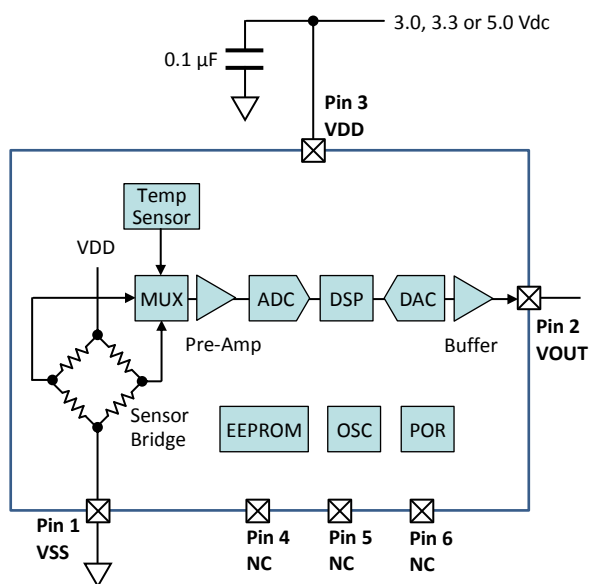 3.0, 3.3 or 5.0 Vdc
0.1 µF
Pin 3
VDD
Temp
Sensor
VDD
MUX
ADC
DSP
DAC
Pre-Amp
Buffer
Pin 2
VOUT
Sensor
Bridge
EEPROM
OSC
POR
Pin 1
VSS
Pin 4
NC
Pin 5
NC
Pin 6
NC